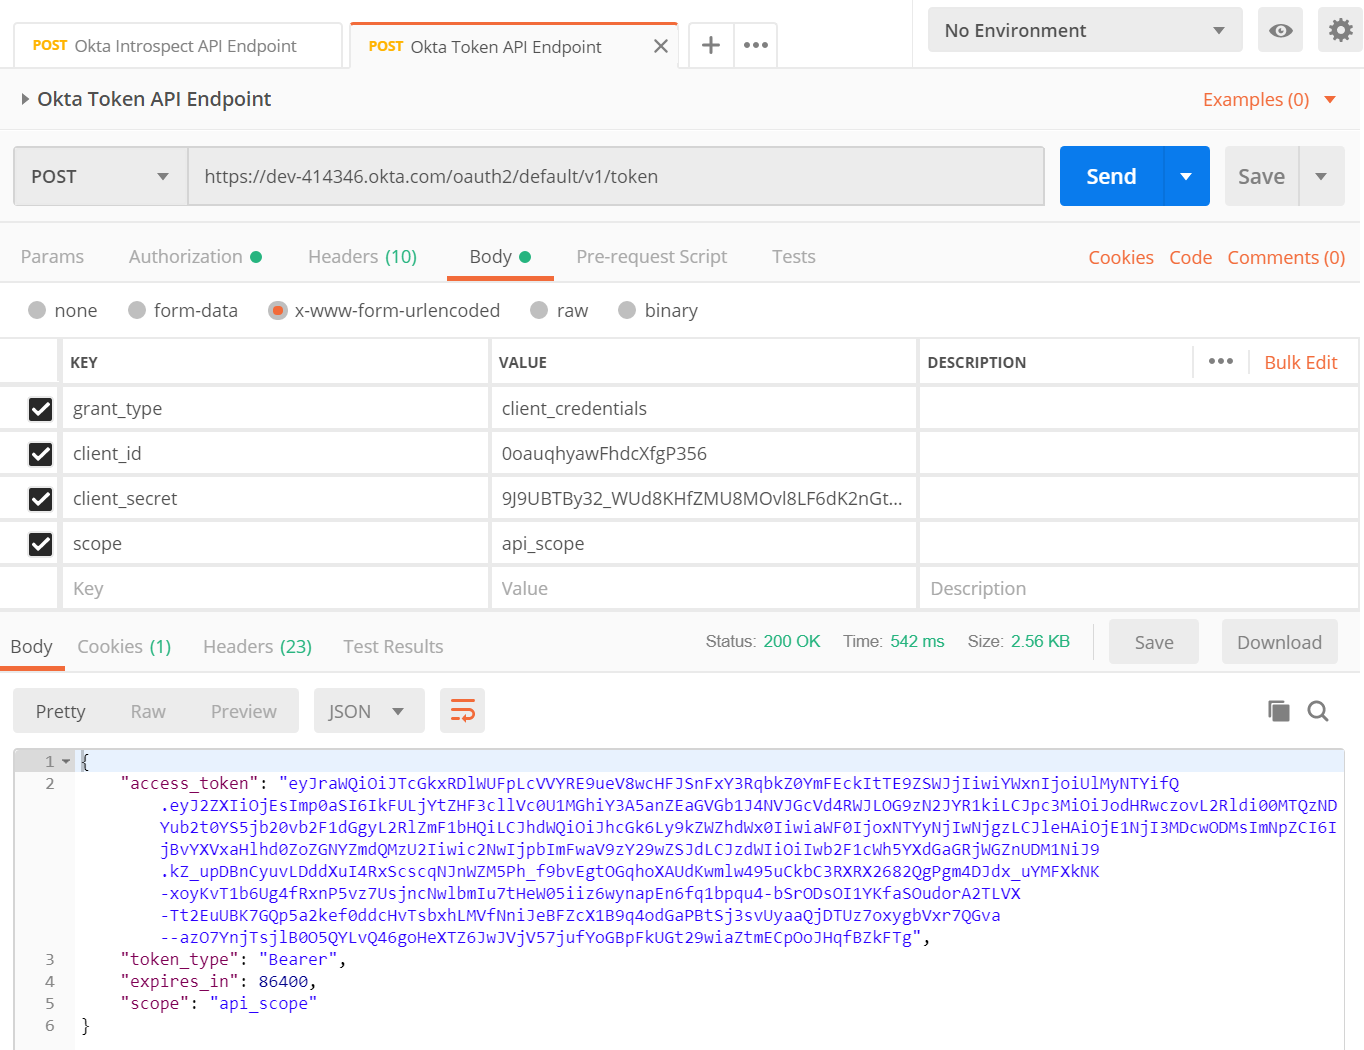 POST Okta Introspect API Endpoint
POST Okta Token API Endpoint
No Environment
Okta Token API Endpoint
Examples (0)
POST
https://dev-414346.okta.com/oauth2/default/v1/token
Send
Save
Params
Authorization
Headers (10)
Body
Pre-request Script
Tests
Cookies
Code
Comments (0)
none
form-data
x-www-form-urlencoded
raw
binary
KEY
VALUE
DESCRIPTION
Bulk Edit
grant_type
client_credentials
client_id
0oauqhyawFhdcXfgP356
client_secret
9J9UBTBy32_WUd8KHfZMU8MOvl8LF6dK2nGt...
scope
api_scope
Key
Value
Description
Body
Cookies (1)
Headers (23)
Test Results
Status: 200 OK
Time: 542 ms
Size: 2.56 KB
Save
Download
Pretty
Raw
Preview
JSON
1 {
2 "access_token": "eyJraWQiOiJTcGkxRDlWUFpLcVVYRE9ueV8wcHFJSnFxY3RqbkZ0YmFEckItTE9ZSWJjIiwiYWxnIjoiUlMyNTYifQ
.eyJ2ZXIiOjEsImp0aSI6IkFULjYtZHF3cllVc0U1MGhiY3A5anZEaGVGb1J4NVJGcVd4RWJLOG9zN2JYR1kiLCJpc3MiOiJodHRwczovL2Rldi00MTQzND
Yub2t0YS5jb20vb2F1dGgyL2RlZmF1bHQiLCJhdWQiOiJhcGk6Ly9kZWZhdWx0IiwiaWF0IjoxNTYyNjIwNjgzLCJleHAiOjE1NjI3MDcwODMsImNpZCI6I
jBvYXVxaHlhd0ZoZGNYZmdQMzU2Iiwic2NwIjpbImFwaV9zY29wZSJdLCJzdWIiOiIwb2F1cWh5YXdGaGRjWGZnUDM1NiJ9
.kZ_upDBnCyuvLDddXuI4RxScscqNJnWZM5Ph_f9bvEgtOGqhoXAUdKwmlw495uCkbC3RXRX2682QgPgm4DJdx_uYMFXkNK
-xoyKvT1b6Ug4fRxnP5vz7UsjncNwlbmIu7tHeW05iiz6wynapEn6fq1bpqu4-bSrODsOI1YKfaSOudorA2TLVX
-Tt2EuUBK7GQp5a2kef0ddcHvTsbxhLMVfNniJeBFZcX1B9q4odGaPBtSj3svUyaaQjDTUz7oxygbVxr7QGva
--azO7YnjTsjlB0O5QYLvQ46goHeXTZ6JwJVjV57jufYoGBpFkUGt29wiaZtmECpOoJHqfBZkFTg",
3 "token_type": "Bearer",
4 "expires_in": 86400,
5 "scope": "api_scope"
6 }